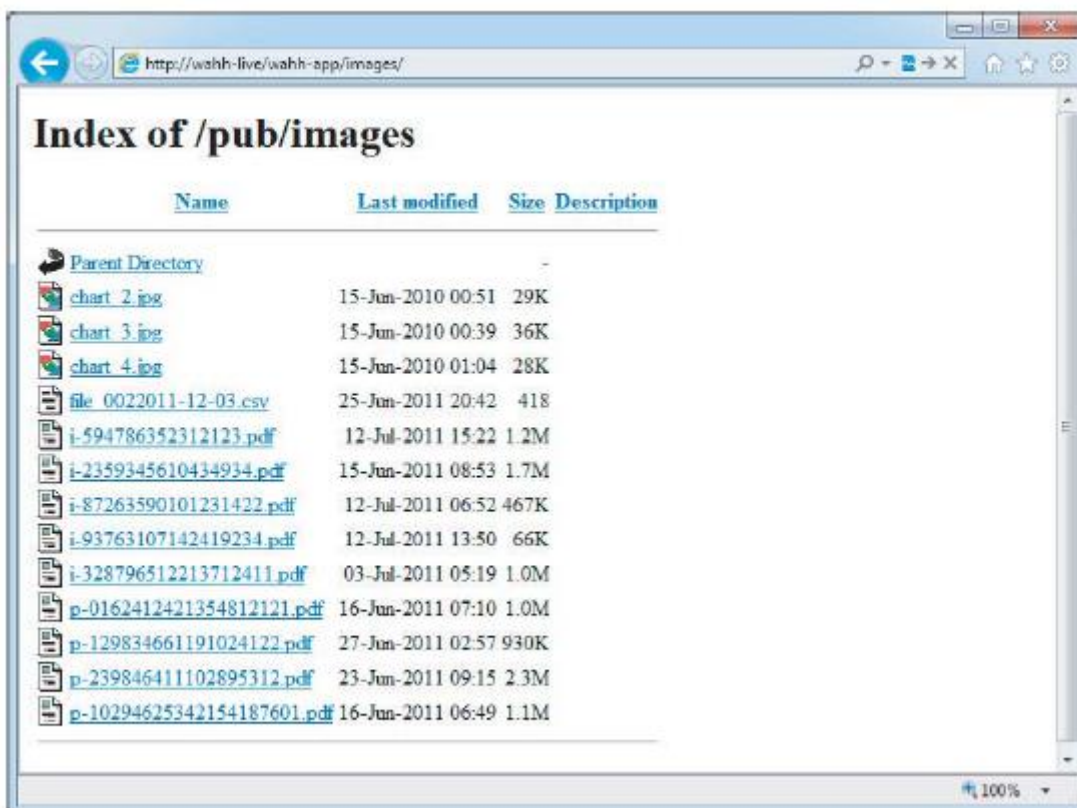 http://wahh-live/wahh-app/images/
Index of /pub/images
Name Last modified Size Description
Parent Directory -
chart_2.jpg 15-Jun-2010 00:51 29K
chart_3.jpg 15-Jun-2010 00:39 36K
chart_4.jpg 15-Jun-2010 01:04 28K
file_0022011-12-03.csv 25-Jun-2011 20:42 418
i-594786352312123.pdf 12-Jul-2011 15:22 1.2M
i-2359345610434934.pdf 15-Jun-2011 08:53 1.7M
i-87263590101231422.pdf 12-Jul-2011 06:52 467K
i-93763107142419234.pdf 12-Jul-2011 13:50 66K
i-328796512213712411.pdf 03-Jul-2011 05:19 1.0M
p-0162412421354812121.pdf 16-Jun-2011 07:10 1.0M
p-129834661191024122.pdf 27-Jun-2011 02:57 930K
p-239846411102895312.pdf 23-Jun-2011 09:15 2.3M
p-10294625342154187601.pdf 16-Jun-2011 06:49 1.1M
100%